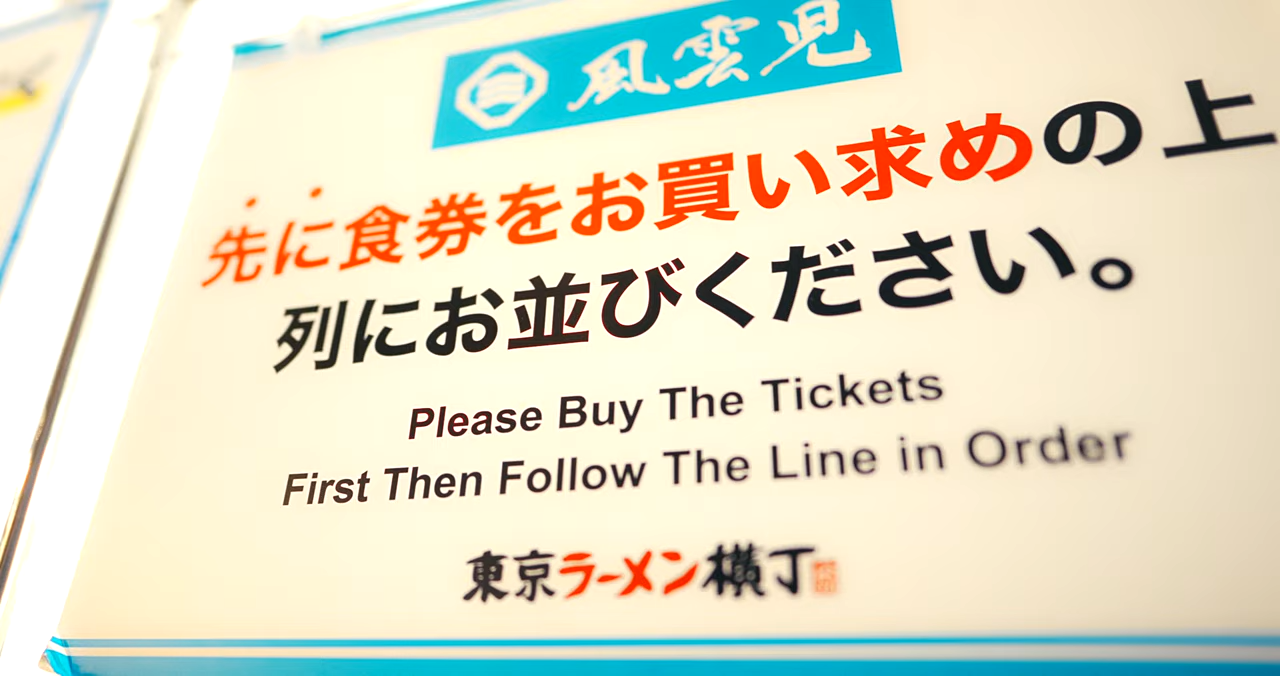 風雲児
先に食券をお買い求めの上
列にお並びください。
Please Buy The Tickets
First Then Follow The Line in Order
東京ラーメン横丁